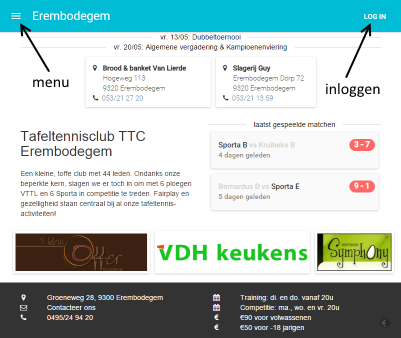 Erembodegem
LOG IN
vr. 13/05: Dubbeltoernooi
vr. 20/05: Algemene vergadering & Kampioenenviering
menu
inloggen
Brood & banket Van Lierde
Hogeweg 113
9320 Erembodegem
053/21 27 20
Slagerij Guy
Erembodegem Dorp 72
9320 Erembodegem
053/21 13 59
Tafeltennisclub TTC
Erembodegem
Een kleine, toffe club met 44 leden. Ondanks onze
beperkte kern, slagen we er toch in om met 6 ploegen
VTTL en 6 Sporta in competitie te treden. Fairplay en
gezelligheid staan centraal bij al onze tafeltennis-
activiteiten!
laatst gespeelde matchen
Sporta B vs Kruibeke B
3 - 7
4 dagen geleden
Bernardus D vs Sporta E
9 - 1
5 dagen geleden
't klein
Offer
VDH keukens
Symphony
Groeneweg 28, 9300 Erembodegem
Contacteer ons
0495/24 94 20
Training: di. en do. vanaf 20u
Competitie: ma., wo. en vr. 20u
€ €90 voor volwassenen
€ €50 voor -18 jarigen